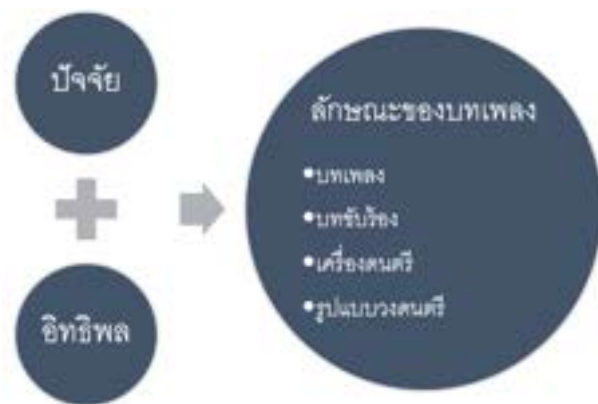 ปัจจัย
อิทธิพล
ลักษณะของบทเพลง
•บทเพลง
•บทขับร้อง
•เครื่องดนตรี
•รูปแบบวงดนตรี